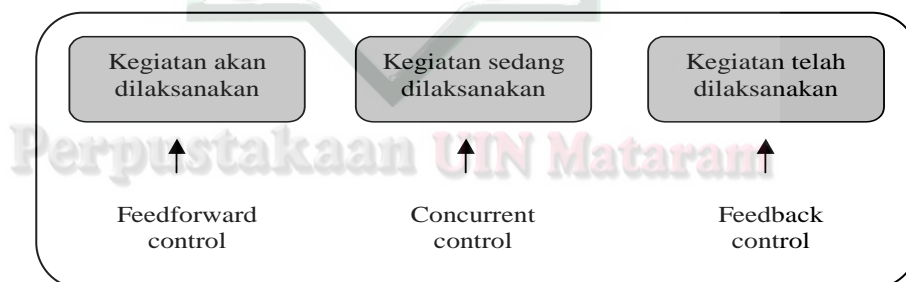 Kegiatan akan
dilaksanakan
Kegiatan sedang
dilaksanakan
Kegiatan telah
dilaksanakan
Perpustakaan UIN Mataram
Feedforward
control
Concurrent
control
Feedback
control